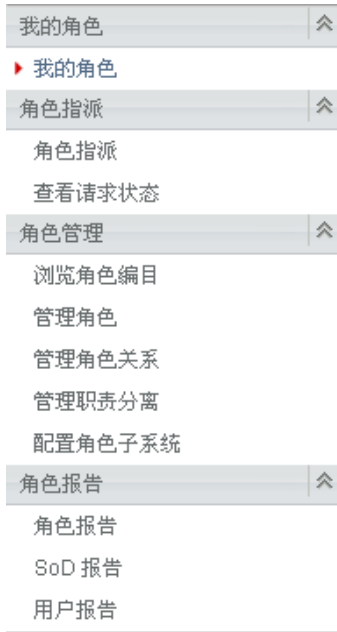 我的角色
我的角色
角色指派
角色指派
查看请求状态
角色管理
浏览角色编目
管理角色
管理角色关系
管理职责分离
配置角色子系统
角色报告
角色报告
SoD 报告
用户报告